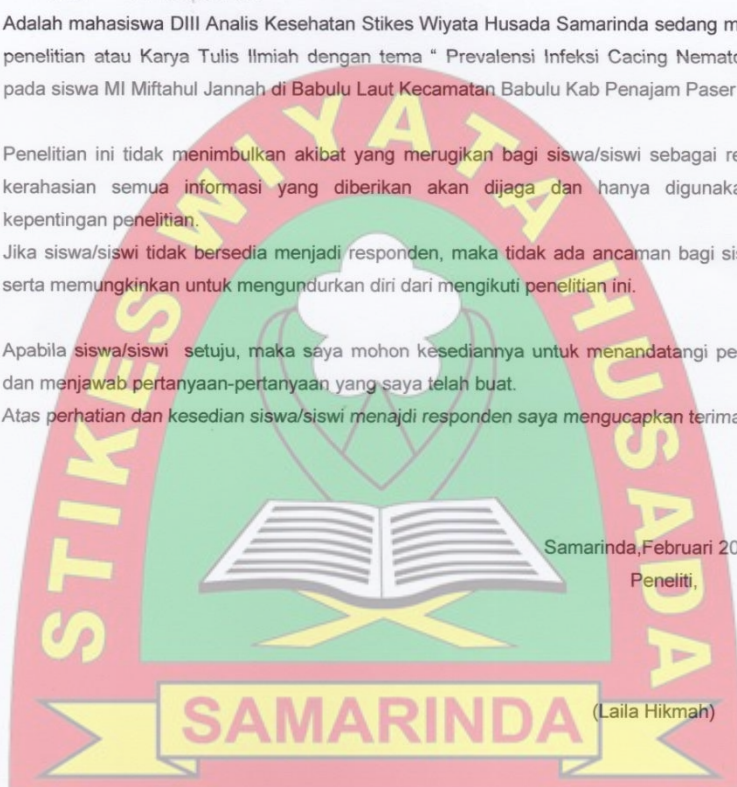 Adalah mahasiswa DIII Analis Kesehatan Stikes Wiyata Husada Samarinda sedang m
penelitian atau Karya Tulis Ilmiah dengan tema “ Prevalensi Infeksi Cacing Nemato
pada siswa MI Miftahul Jannah di Babulu Laut Kecamatan Babulu Kab Penajam Paser
Penelitian ini tidak menimbulkan akibat yang merugikan bagi siswa/siswi sebagai re
kerahasian semua informasi yang diberikan akan dijaga dan hanya digunaka
kepentingan penelitian.
Jika siswa/siswi tidak bersedia menjadi responden, maka tidak ada ancaman bagi sis
serta memungkinkan untuk mengundurkan diri dari mengikuti penelitian ini.
Apabila siswa/siswi setuju, maka saya mohon kesediannya untuk menandatangi pe
dan menjawab pertanyaan-pertanyaan yang saya telah buat.
Atas perhatian dan kesedian siswa/siswi menajdi responden saya mengucapkan terima
Samarinda,Februari 20
Peneliti,
(Laila Hikmah)
STIKES WIYATA HUSADA
SAMARINDA